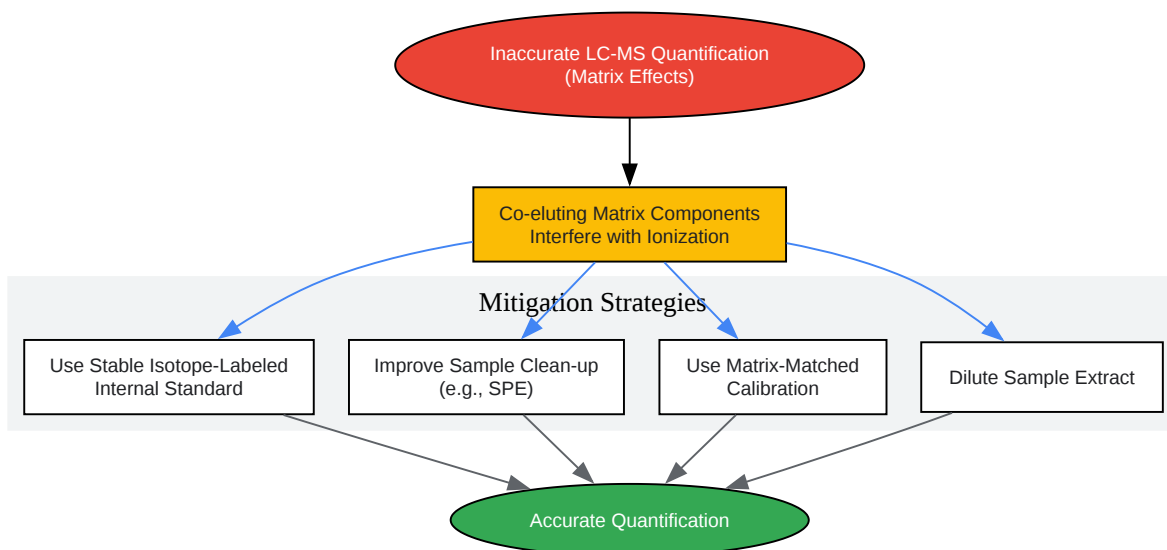 Inaccurate LC-MS Quantification
(Matrix Effects)
Co-eluting Matrix Components
Interfere with Ionization
Mitigation Strategies
Use Stable Isotope-Labeled
Internal Standard
Improve Sample Clean-up
(e.g., SPE)
Use Matrix-Matched
Calibration
Dilute Sample Extract
Accurate Quantification